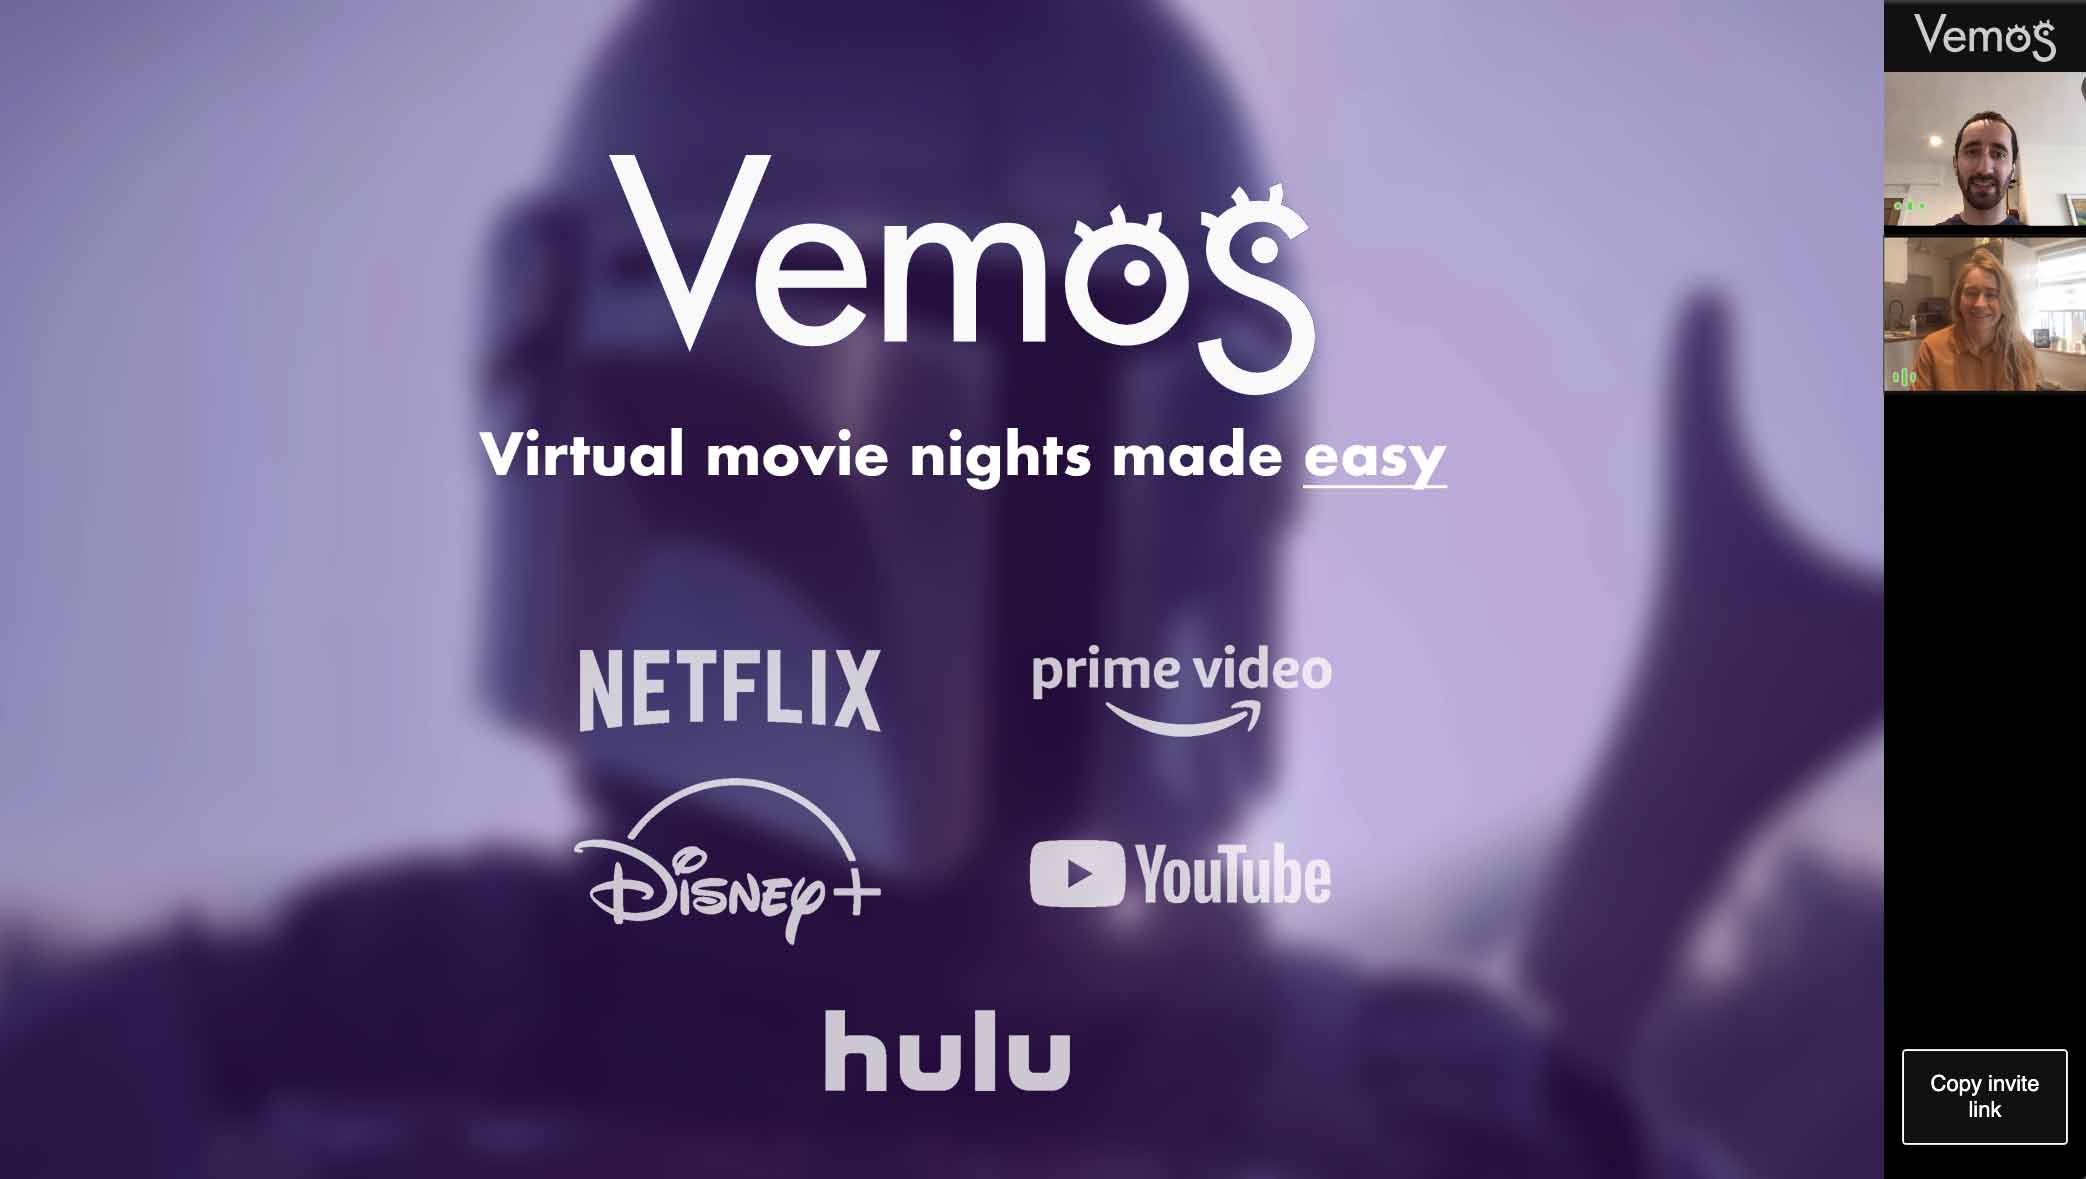 Vemos
Virtual movie nights made easy
NETFLIX
prime video
Disney+
YouTube
hulu
Vemos
Copy invite
link